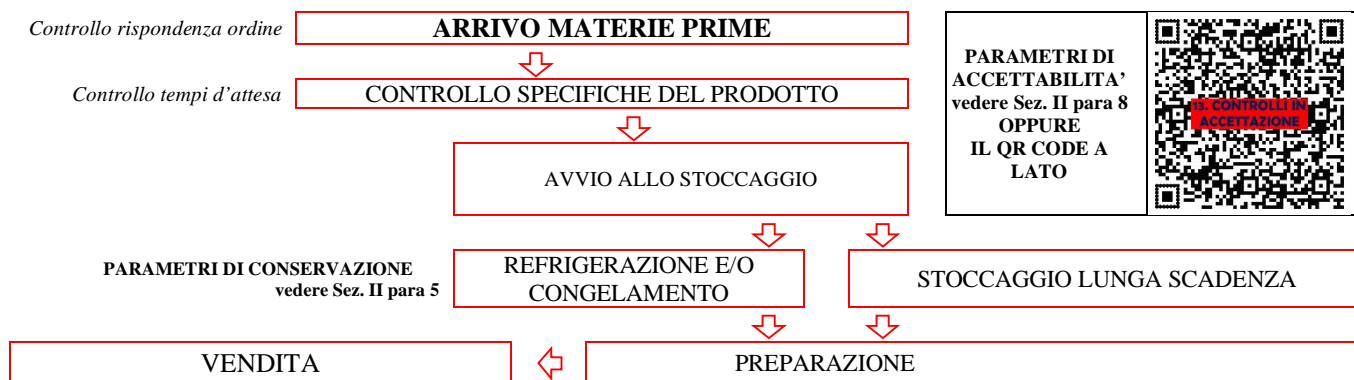 Controllo rispondenza ordine
ARRIVO MATERIE PRIME
Controllo tempi d'attesa
CONTROLLO SPECIFICHE DEL PRODOTTO
PARAMETRI DI
ACCETTABILITA’
vedere Sez. II para 8
OPPURE
IL QR CODE A
LATO
13. CONTROLLI IN
ACCETTAZIONE
AVVIO ALLO STOCCAGGIO
PARAMETRI DI CONSERVAZIONE
vedere Sez. II para 5
REFRIGERAZIONE E/O
CONGELAMENTO
STOCCAGGIO LUNGA SCADENZA
VENDITA
PREPARAZIONE